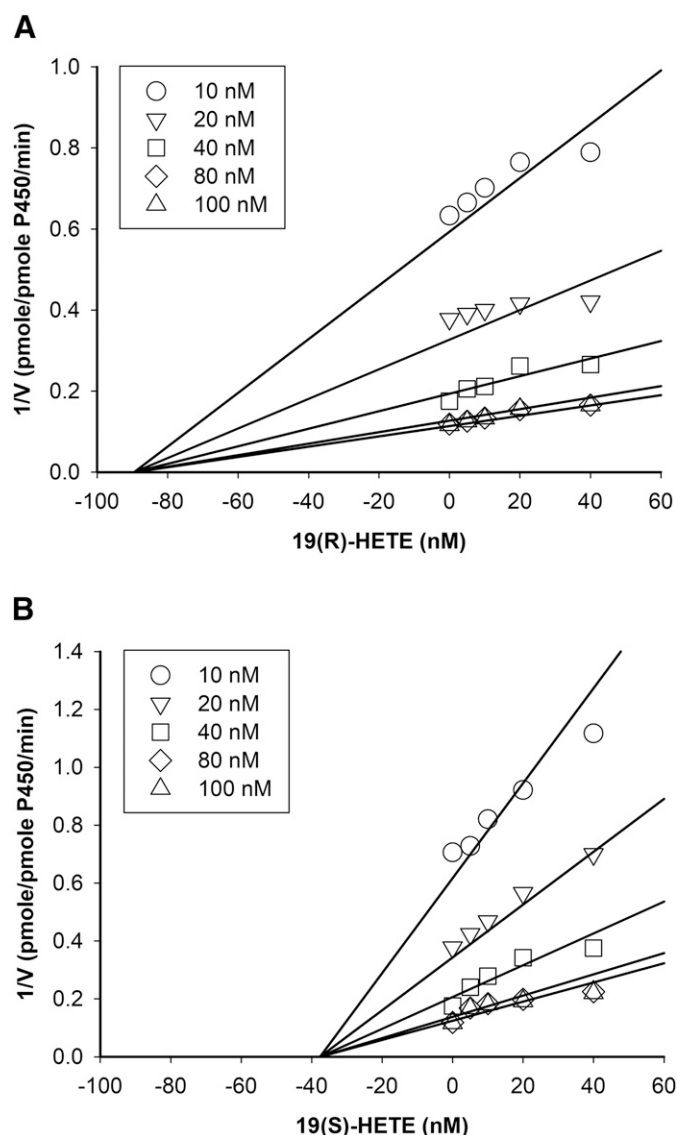 A
1.0
0.8
0.6
0.4
0.2
0.0
1/V (pmole/pmole P450/min)
10 nM
20 nM
40 nM
80 nM
100 nM
-100 -80 -60 -40 -20 0 20 40 60
19(R)-HETE (nM)
B
1.4
1.2
1.0
0.8
0.6
0.4
0.2
0.0
1/V (pmole/pmole P450/min)
10 nM
20 nM
40 nM
80 nM
100 nM
-100 -80 -60 -40 -20 0 20 40 60
19(S)-HETE (nM)